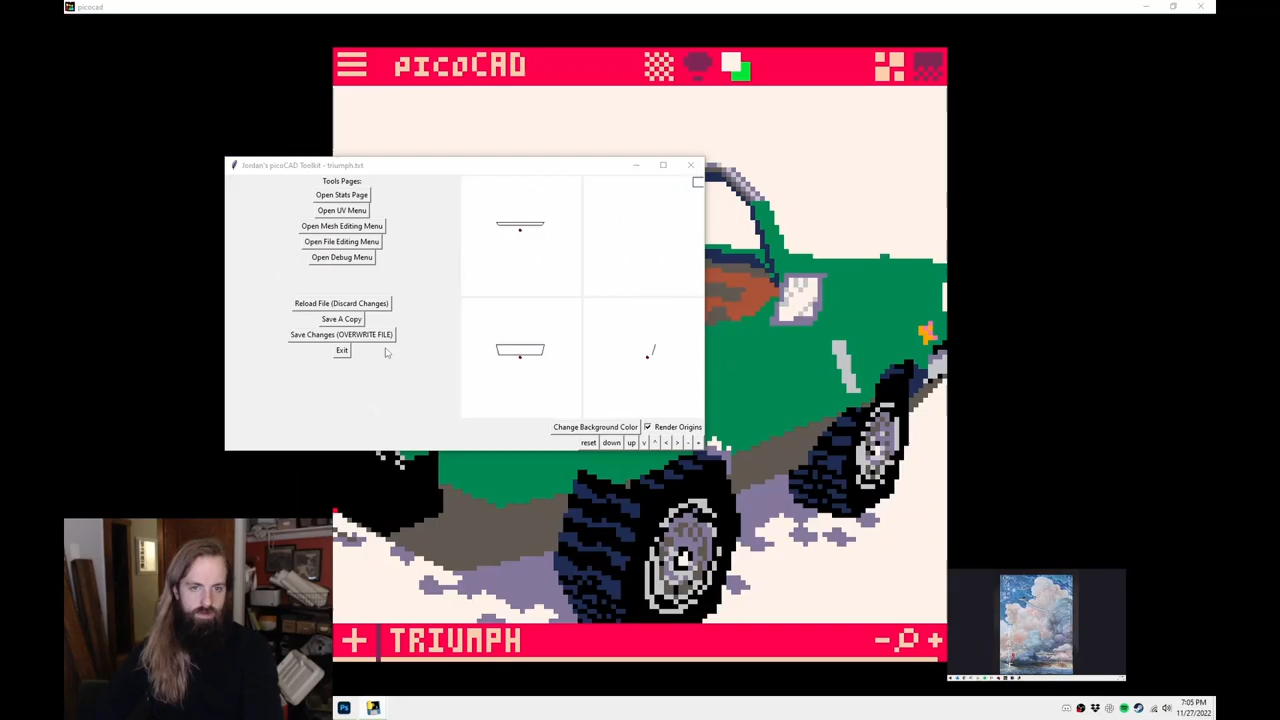 picocad
picoCAD
Jordan's picoCAD Toolkit - triumph.txt
Tools Pages:
Open Stats Page
Open UV Menu
Open Mesh Editing Menu
Open File Editing Menu
Open Debug Menu
Reload File (Discard Changes)
Save A Copy
Save Changes (OVERWRITE FILE)
Exit
Change Background Color
Render Origins
reset down up v ^ < > - +
TRIUMPH
Ps
7:05 PM
11/27/2022